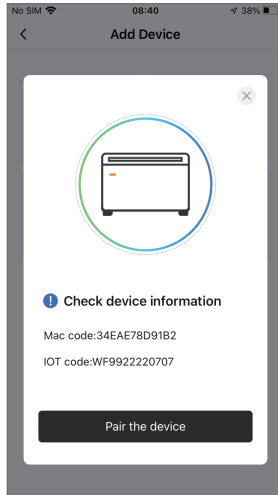 No SIM 08:40 38%
Add Device
Check device information
Mac code:34EAE78D91B2
IOT code:WF9922220707
Pair the device